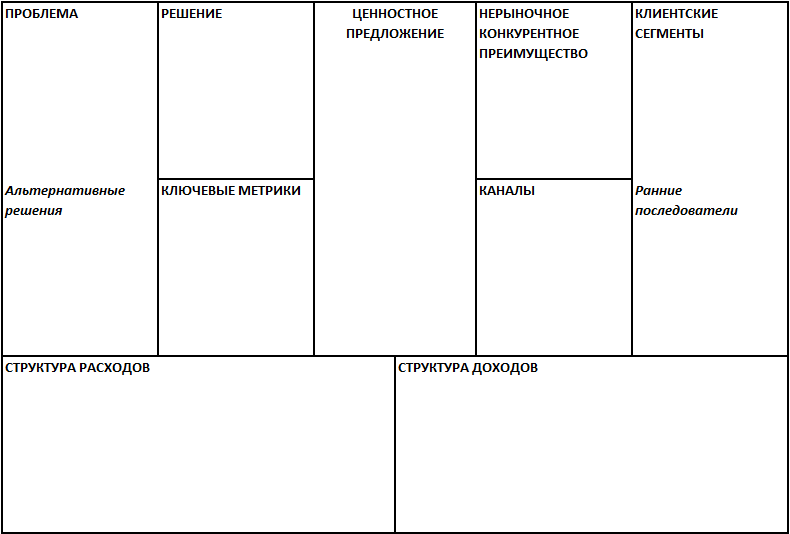 ПРОБЛЕМА
Альтернативные
решения
РЕШЕНИЕ
КЛЮЧЕВЫЕ МЕТРИКИ
ЦЕННОСТНОЕ
ПРЕДЛОЖЕНИЕ
НЕРЫНОЧНОЕ
КОНКУРЕНТНОЕ
ПРЕИМУЩЕСТВО
КАНАЛЫ
КЛИЕНТСКИЕ
СЕГМЕНТЫ
Ранние
последователи
СТРУКТУРА РАСХОДОВ
СТРУКТУРА ДОХОДОВ